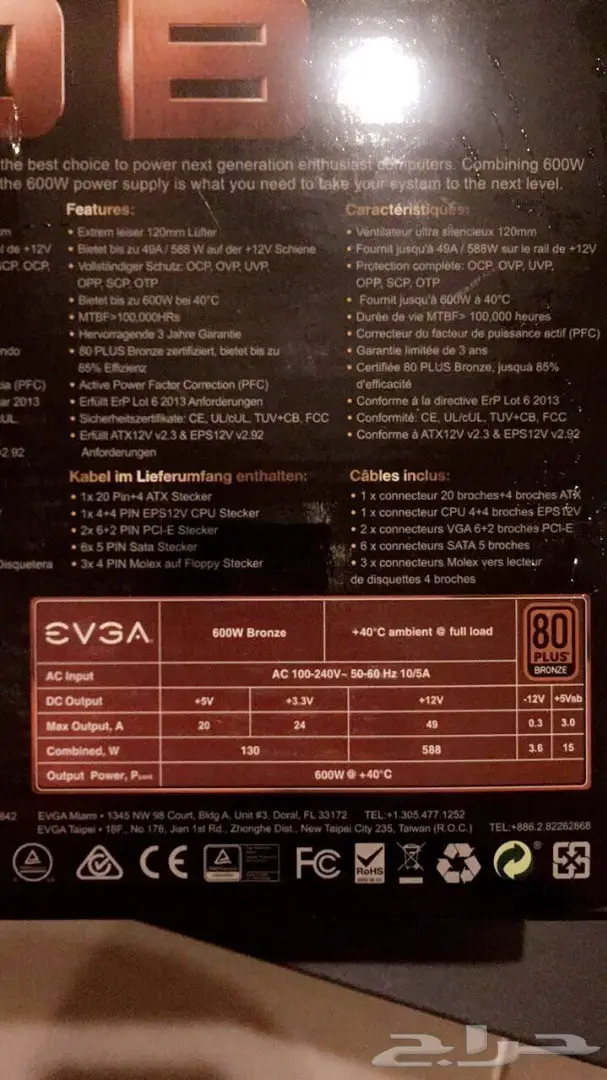 0 B
the best choice to power next generation enthusiast computers. Combining 600W
the 600W power supply is what you need to take your system to the next level.
l de +12V
SCP, OCP,
(PFC)
2013
UL,
v2.92
Disquetera
Features:
• Extrem leiser 120mm Lüfter
• Bietet bis zu 49A / 588 W auf der +12V Schiene
• Vollständiger Schutz: OCP, OVP, UVP,
OPP, SCP, OTP
• Bietet bis zu 600W bei 40°C
• MTBF>100,000HRs
• Hervorragende 3 Jahre Garantie
• 80 PLUS Bronze zertifiziert, bietet bis zu
85% Effizienz
• Active Power Factor Correction (PFC)
• Erfüllt ErP Lot 6 2013 Anforderungen
• Sicherheitszertifikate: CE, UL/cUL, TUV+CB, FCC
• Erfüllt ATX12V v2.3 & EPS12V v2.92
Anforderungen
Kabel im Lieferumfang enthalten:
• 1x 20 Pin+4 ATX Stecker
• 1x 4+4 PIN EPS12V CPU Stecker
• 2x 6+2 PIN PCI-E Stecker
• 6x 5 PIN Sata Stecker
• 3x 4 PIN Molex auf Floppy Stecker
Caractéristiques:
• Ventilateur ultra silencieux 120mm
• Fournit jusqu'à 49A / 588W sur le rail de +12V
• Protection complète: OCP, OVP, UVP,
OPP, SCP, OTP
• Fournit jusqu'à 600W à 40°C
• Durée de vie MTBF> 100,000 heures
• Correcteur du facteur de puissance actif (PFC)
• Garantie limitée de 3 ans
• Certifiée 80 PLUS Bronze, jusquà 85%
d'efficacité
• Conforme à la directive ErP Lot 6 2013
• Conformité: CE, UL/cUL, TUV+CB, FCC
• Conforme à ATX12V v2.3 & EPS12V v2.92
Câbles inclus:
• 1 x connecteur 20 broches+4 broches ATX
• 1 x connecteur CPU 4+4 broches EPS12V
• 2 x connecteurs VGA 6+2 broches PCI-E
• 6 x connecteurs SATA 5 broches
• 3 x connecteurs Molex vers lecteur
de disquettes 4 broches
EVGA 600W Bronze +40°C ambient @ full load
80 PLUS BRONZE
AC Input AC 100-240V~ 50-60 Hz 10/5A
DC Output +5V +3.3V +12V -12V +5Vsb
Max Output, A 20 24 49 0.3 3.0
Combined, W 130 588 3.6 15
Output Power, Pcont 600W @ +40°C
842 EVGA Miami • 1345 NW 98 Court, Bldg A, Unit #3, Doral, FL 33172 TEL:+1.305.477.1252
EVGA Taipei • 18F., No.176, Jian 1st Rd., Zhonghe Dist., New Taipei City 235, Taiwan (R.O.C.) TEL:+886.2.82262868
CE FC RoHS
حراج